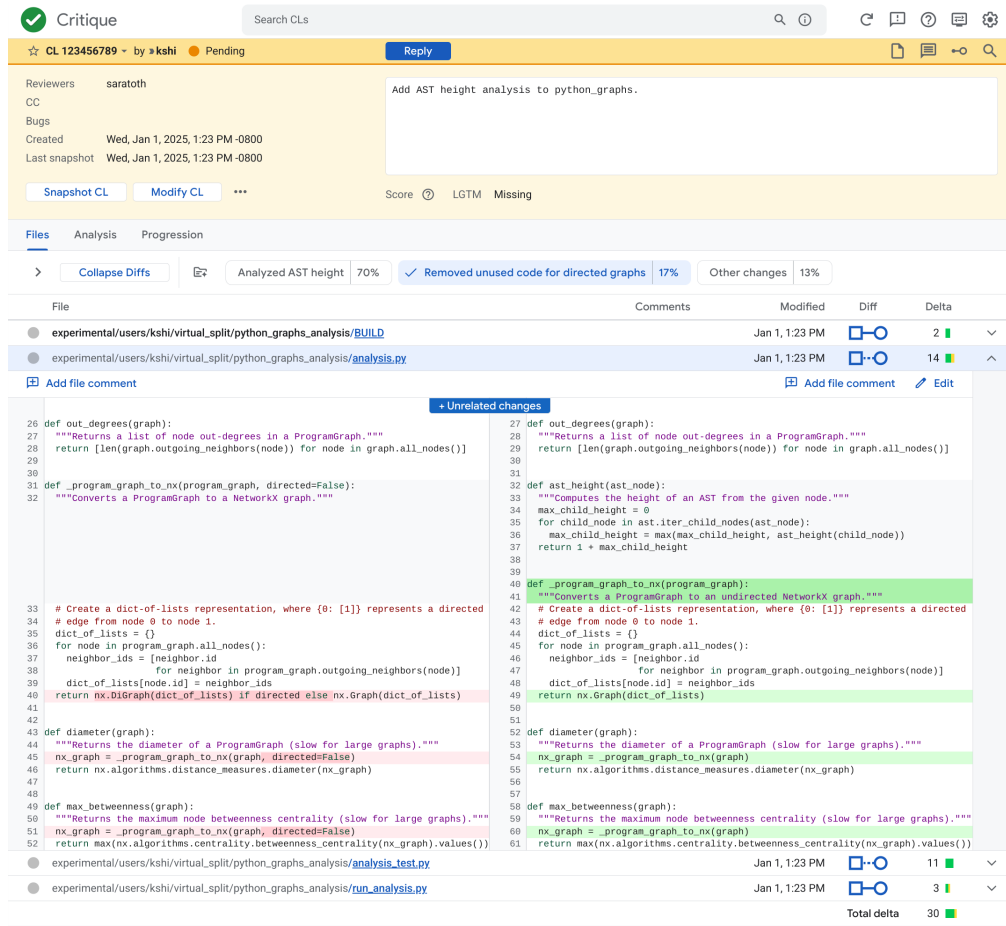 Critique
Search CLs
CL 123456789 by »kshi Pending Reply
Reviewers saratoth
CC
Bugs
Created Wed, Jan 1, 2025, 1:23 PM -0800
Last snapshot Wed, Jan 1, 2025, 1:23 PM -0800
Add AST height analysis to python_graphs.
Snapshot CL Modify CL •••
Score LGTM Missing
Files Analysis Progression
Collapse Diffs Analyzed AST height 70% Removed unused code for directed graphs 17% Other changes 13%
File Comments Modified Diff Delta
experimental/users/kshi/virtual_split/python_graphs_analysis/BUILD Jan 1, 1:23 PM 2
experimental/users/kshi/virtual_split/python_graphs_analysis/analysis.py Jan 1, 1:23 PM 14
Add file comment Add file comment Edit
+ Unrelated changes
26 def out_degrees(graph):
27   """Returns a list of node out-degrees in a ProgramGraph."""
28   return [len(graph.outgoing_neighbors(node)) for node in graph.all_nodes()]
29
30
31 def _program_graph_to_nx(program_graph, directed=False):
32   """Converts a ProgramGraph to a NetworkX graph."""
33   # Create a dict-of-lists representation, where {0: [1]} represents a directed
34   # edge from node 0 to node 1.
35   dict_of_lists = {}
36   for node in program_graph.all_nodes():
37     neighbor_ids = [neighbor.id
38                     for neighbor in program_graph.outgoing_neighbors(node)]
39     dict_of_lists[node.id] = neighbor_ids
40   return nx.DiGraph(dict_of_lists) if directed else nx.Graph(dict_of_lists)
41
42
43 def diameter(graph):
44   """Returns the diameter of a ProgramGraph (slow for large graphs)."""
45   nx_graph = _program_graph_to_nx(graph, directed=False)
46   return nx.algorithms.distance_measures.diameter(nx_graph)
47
48
49 def max_betweenness(graph):
50   """Returns the maximum node betweenness centrality (slow for large graphs)."""
51   nx_graph = _program_graph_to_nx(graph, directed=False)
52   return max(nx.algorithms.centrality.betweenness_centrality(nx_graph).values())
27 def out_degrees(graph):
28   """Returns a list of node out-degrees in a ProgramGraph."""
29   return [len(graph.outgoing_neighbors(node)) for node in graph.all_nodes()]
30
31
32 def ast_height(ast_node):
33   """Computes the height of an AST from the given node."""
34   max_child_height = 0
35   for child_node in ast.iter_child_nodes(ast_node):
36     max_child_height = max(max_child_height, ast_height(child_node))
37   return 1 + max_child_height
38
39
40 def _program_graph_to_nx(program_graph):
41   """Converts a ProgramGraph to an undirected NetworkX graph."""
42   # Create a dict-of-lists representation, where {0: [1]} represents a directed
43   # edge from node 0 to node 1.
44   dict_of_lists = {}
45   for node in program_graph.all_nodes():
46     neighbor_ids = [neighbor.id
47                     for neighbor in program_graph.outgoing_neighbors(node)]
48     dict_of_lists[node.id] = neighbor_ids
49   return nx.Graph(dict_of_lists)
50
51
52 def diameter(graph):
53   """Returns the diameter of a ProgramGraph (slow for large graphs)."""
54   nx_graph = _program_graph_to_nx(graph)
55   return nx.algorithms.distance_measures.diameter(nx_graph)
56
57
58 def max_betweenness(graph):
59   """Returns the maximum node betweenness centrality (slow for large graphs)."""
60   nx_graph = _program_graph_to_nx(graph)
61   return max(nx.algorithms.centrality.betweenness_centrality(nx_graph).values())
experimental/users/kshi/virtual_split/python_graphs_analysis/analysis_test.py Jan 1, 1:23 PM 11
experimental/users/kshi/virtual_split/python_graphs_analysis/run_analysis.py Jan 1, 1:23 PM 3
Total delta 30